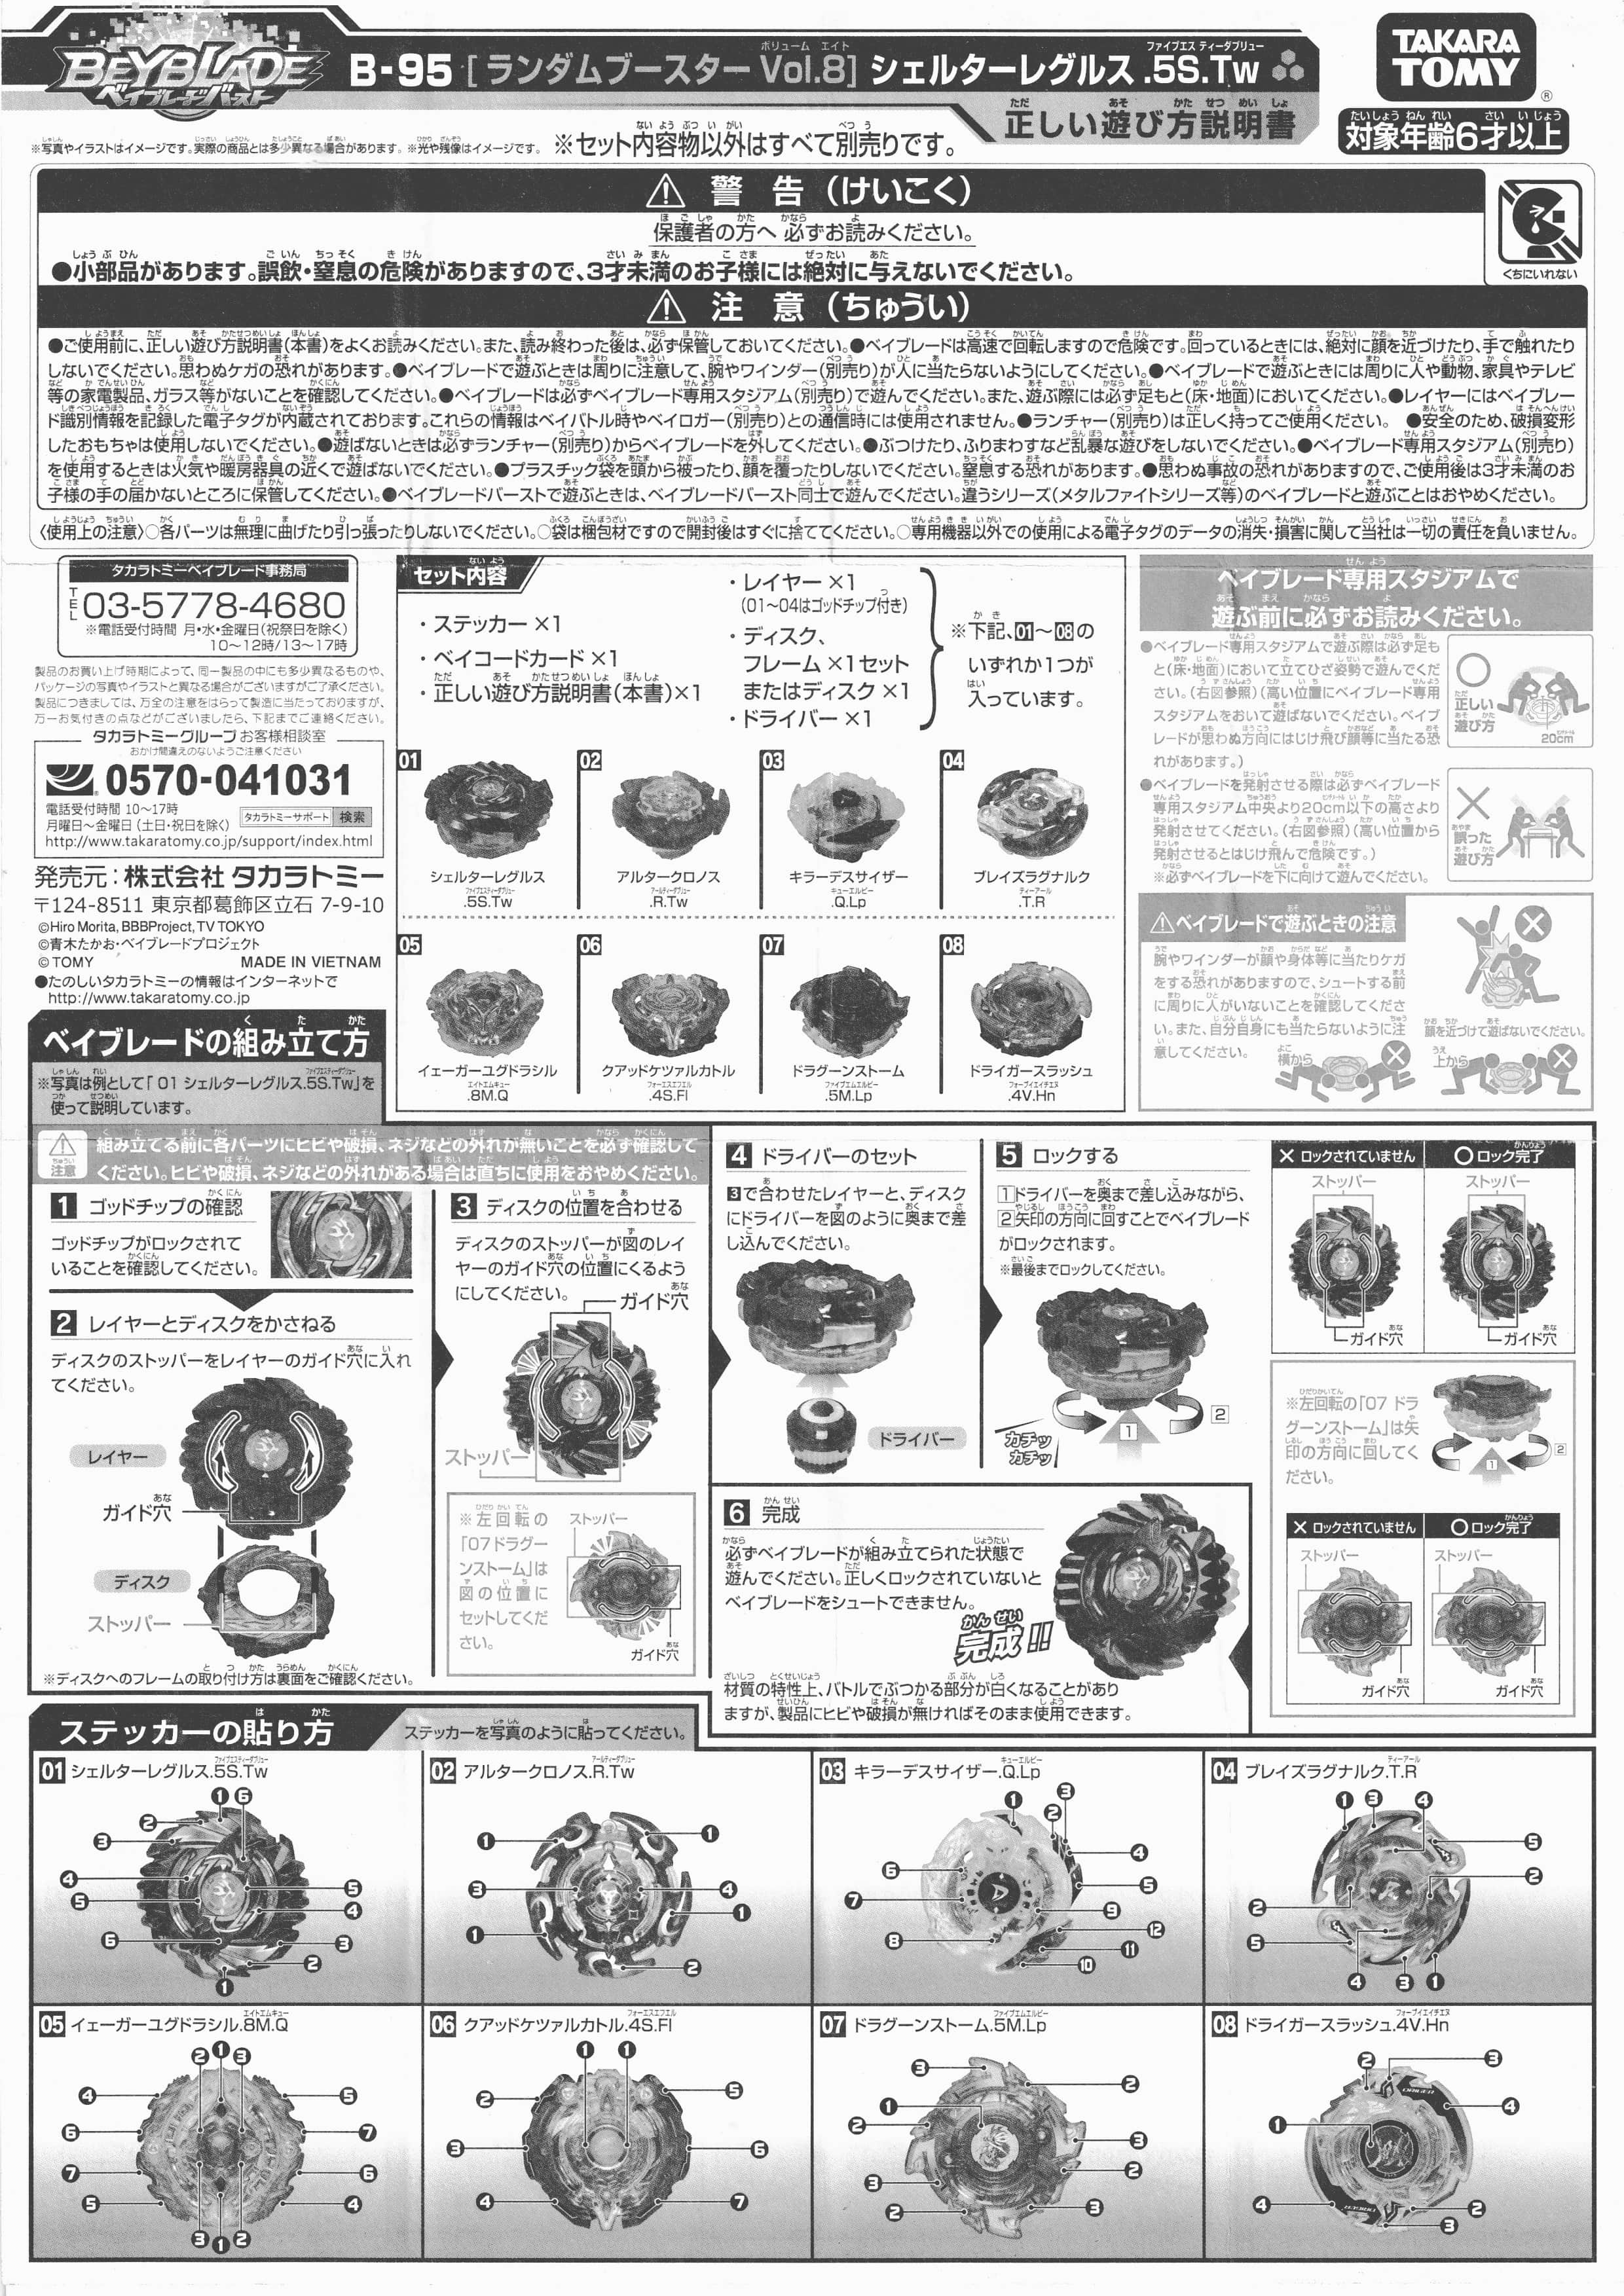 BEYBLADE
ベイブレードバースト
B-95 [ランダムブースター Vol.8] シェルターレグルス .5S.Tw
正しい遊び方説明書
TAKARA
TOMY
®
対象年齢6才以上
※写真やイラストはイメージです。実際の商品とは多少異なる場合があります。※光や残像はイメージです。
※セット内容物以外はすべて別売りです。
⚠ 警 告 (けいこく)
保護者の方へ 必ずお読みください。
●小部品があります。誤飲・窒息の危険がありますので、3才未満のお子様には絶対に与えないでください。
くちにいれない
⚠ 注 意 (ちゅうい)
●ご使用前に、正しい遊び方説明書(本書)をよくお読みください。また、読み終わった後は、必ず保管しておいてください。●ベイブレードは高速で回転しますので危険です。回っているときには、絶対に顔を近づけたり、手で触れたり
しないでください。思わぬケガの恐れがあります。●ベイブレードで遊ぶときは周りに注意して、腕やワインダー(別売り)が人に当たらないようにしてください。●ベイブレードで遊ぶときには周りに人や動物、家具やテレビ
等の家電製品、ガラス等がないことを確認してください。●ベイブレードは必ずベイブレード専用スタジアム(別売り)で遊んでください。また、遊ぶ際には必ず足もと(床・地面)においてください。●レイヤーにはベイブレー
ド識別情報を記録した電子タグが内蔵されております。これらの情報はベイバトル時やベイロガー(別売り)との通信時には使用されません。●ランチャー(別売り)は正しく持ってご使用ください。 ●安全のため、破損変形
したおもちゃは使用しないでください。●遊ばないときは必ずランチャー(別売り)からベイブレードを外してください。●ぶつけたり、ふりまわすなど乱暴な遊びをしないでください。●ベイブレード専用スタジアム(別売り)
を使用するときは火気や暖房器具の近くで遊ばないでください。●プラスチック袋を頭から被ったり、顔を覆ったりしないでください。窒息する恐れがあります。●思わぬ事故の恐れがありますので、ご使用後は3才未満のお
子様の手の届かないところに保管してください。●ベイブレードバーストで遊ぶときは、ベイブレードバースト同士で遊んでください。違うシリーズ(メタルファイトシリーズ等)のベイブレードと遊ぶことはおやめください。
〈使用上の注意〉○各パーツは無理に曲げたり引っ張ったりしないでください。○袋は梱包材ですので開封後はすぐに捨ててください。○専用機器以外での使用による電子タグのデータの消失・損害に関して当社は一切の責任を負いません。
タカラトミーベイブレード事務局
TEL 03-5778-4680
※電話受付時間 月・水・金曜日(祝祭日を除く)
10〜12時/13〜17時
製品のお買い上げ時期によって、同一製品の中にも多少異なるものや、
パッケージの写真やイラストと異なる場合がございますがご了承ください。
製品につきましては、万全の注意をはらって製造に当たっておりますが、
万一お気付きの点などがございましたら、下記までご連絡ください。
タカラトミーグループ お客様相談室
おかけ間違えのないようご注意ください
0570-041031
電話受付時間 10〜17時
月曜日〜金曜日 (土日・祝日を除く)
タカラトミーサポート 検索
http://www.takaratomy.co.jp/support/index.html
発売元:株式会社 タカラトミー
〒124-8511 東京都葛飾区立石 7-9-10
©Hiro Morita, BBBProject, TV TOKYO
©青木たかお・ベイブレードプロジェクト
© TOMY MADE IN VIETNAM
●たのしいタカラトミーの情報はインターネットで
http://www.takaratomy.co.jp
セット内容
・ステッカー ×1
・ベイコードカード ×1
・正しい遊び方説明書(本書)×1
・レイヤー ×1
(01〜04はゴッドチップ付き)
・ディスク、
フレーム ×1セット
またはディスク ×1
・ドライバー ×1
※下記、01〜08の
いずれか1つが
入っています。
01
シェルターレグルス
.5S.Tw
02
アルタークロノス
.R.Tw
03
キラーデスサイザー
.Q.Lp
04
ブレイズラグナルク
.T.R
05
イェーガーユグドラシル
.8M.Q
06
クアッドケツァルカトル
.4S.Fl
07
ドラグーンストーム
.5M.Lp
08
ドライガースラッシュ
.4V.Hn
ベイブレード専用スタジアムで
遊ぶ前に必ずお読みください。
●ベイブレード専用スタジアムで遊ぶ際は必ず足も
と(床・地面)において立てひざ姿勢で遊んでくだ
さい。(右図参照)(高い位置にベイブレード専用
スタジアムをおいて遊ばないでください。ベイブ
レードが思わぬ方向にはじけ飛び顔等に当たる恐
れがあります。)
●ベイブレードを発射させる際は必ずベイブレード
専用スタジアム中央より20cm以下の高さより
発射させてください。(右図参照)(高い位置から
発射させるとはじけ飛んで危険です。)
※必ずベイブレードを下に向けて遊んでください。
正しい
遊び方
20cm
誤った
遊び方
⚠ベイブレードで遊ぶときの注意
腕やワインダーが顔や身体等に当たりケガ
をする恐れがありますので、シュートする前
に周りに人がいないことを確認してくださ
い。また、自分自身にも当たらないように注
意してください。
顔を近づけて遊ばないでください。
横から
上から
ベイブレードの組み立て方
※写真は例として「01 シェルターレグルス.5S.Tw」を
使って説明しています。
⚠注意
組み立てる前に各パーツにヒビや破損、ネジなどの外れが無いことを必ず確認して
ください。ヒビや破損、ネジなどの外れがある場合は直ちに使用をおやめください。
1 ゴッドチップの確認
ゴッドチップがロックされて
いることを確認してください。
2 レイヤーとディスクをかさねる
ディスクのストッパーをレイヤーのガイド穴に入れ
てください。
レイヤー
ガイド穴
ディスク
ストッパー
※ディスクへのフレームの取り付け方は裏面をご確認ください。
3 ディスクの位置を合わせる
ディスクのストッパーが図のレイ
ヤーのガイド穴の位置にくるよう
にしてください。
ガイド穴
ストッパー
※左回転の
「07ドラグー
ンストーム」は
図の位置に
セットしてくだ
さい。
ストッパー
ガイド穴
4 ドライバーのセット
3で合わせたレイヤーと、ディスク
にドライバーを図のように奥まで差
し込んでください。
ドライバー
5 ロックする
1ドライバーを奥まで差し込みながら、
2矢印の方向に回すことでベイブレード
がロックされます。
※最後までロックしてください。
カチッ
カチッ
1
2
✕ ロックされていません
〇ロック完了
ストッパー
ストッパー
ガイド穴
ガイド穴
※左回転の「07 ドラ
グーンストーム」は矢
印の方向に回してく
ださい。
1
2
✕ ロックされていません
〇ロック完了
ストッパー
ストッパー
ガイド穴
ガイド穴
6 完成
必ずベイブレードが組み立てられた状態で
遊んでください。正しくロックされていないと
ベイブレードをシュートできません。
完成!!
材質の特性上、バトルでぶつかる部分が白くなることがあり
ますが、製品にヒビや破損が無ければそのまま使用できます。
ステッカーの貼り方
ステッカーを写真のように貼ってください。
01 シェルターレグルス.5S.Tw
02 アルタークロノス.R.Tw
03 キラーデスサイザー.Q.Lp
04 ブレイズラグナルク.T.R
05 イェーガーユグドラシル.8M.Q
06 クアッドケツァルカトル.4S.Fl
07 ドラグーンストーム.5M.Lp
08 ドライガースラッシュ.4V.Hn